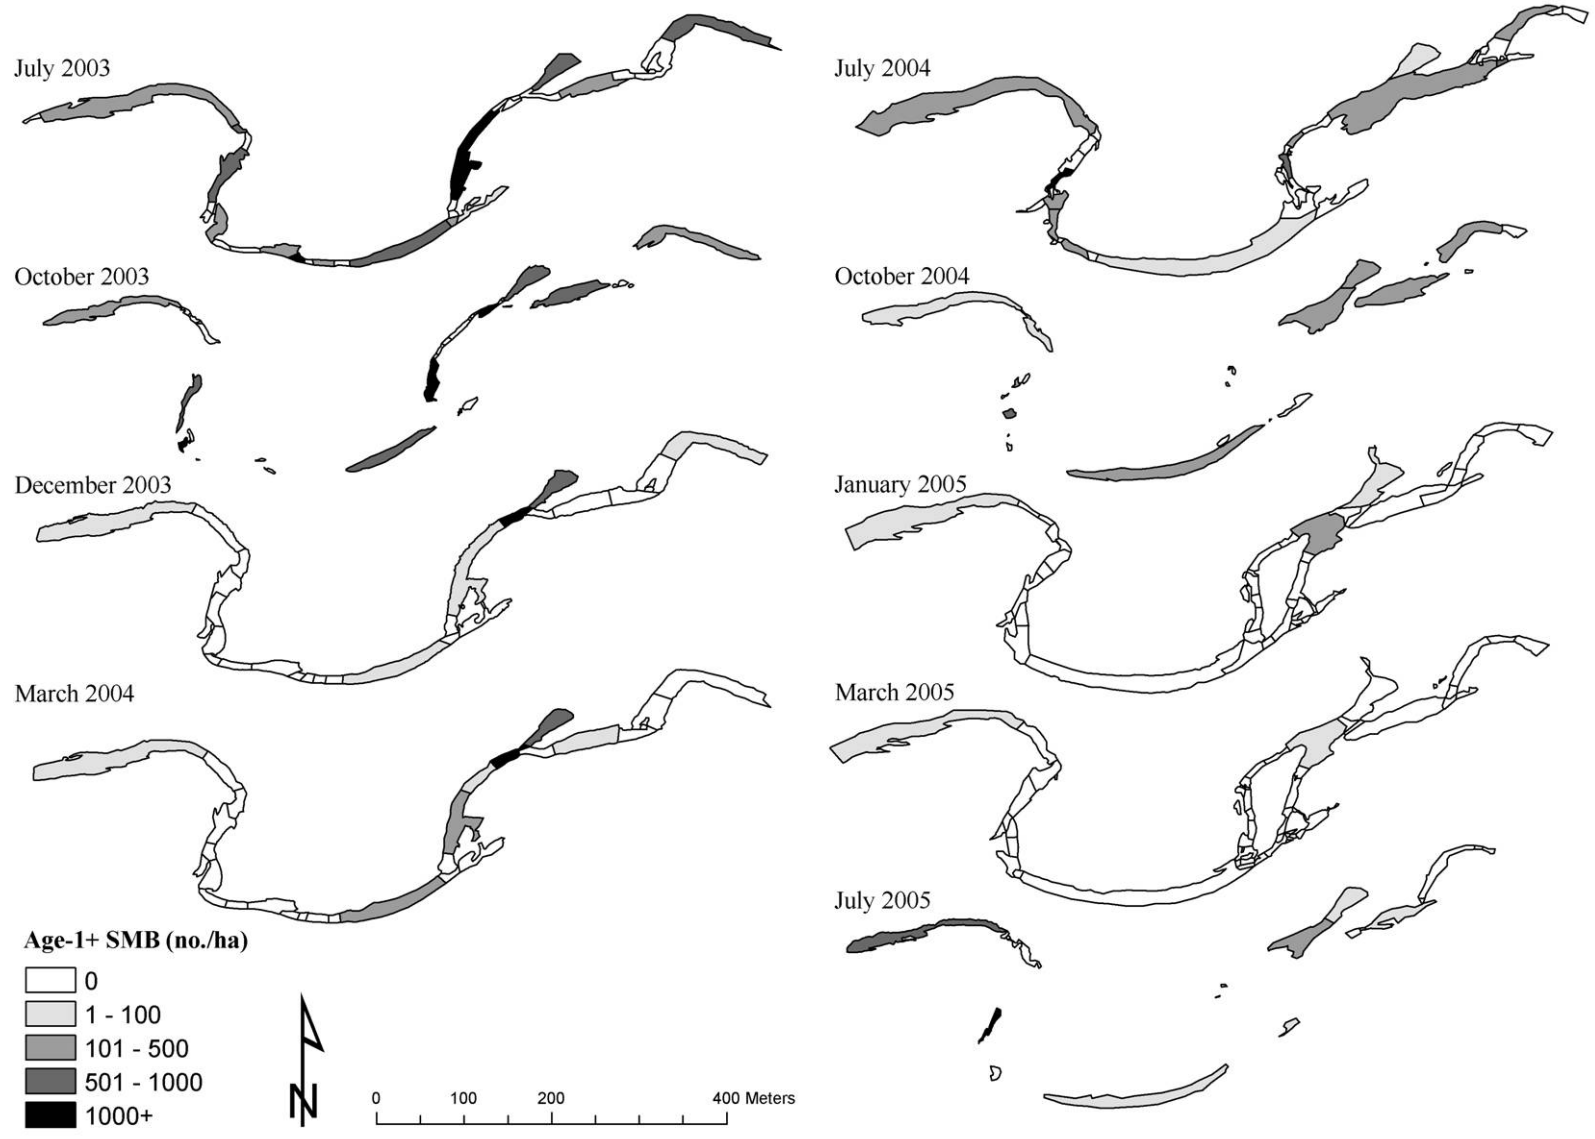 July 2003
July 2004
October 2003
October 2004
December 2003
January 2005
March 2004
March 2005
July 2005
Age-1+ SMB (no./ha)
0
1 - 100
101 - 500
501 - 1000
1000+
N
0 100 200 400 Meters